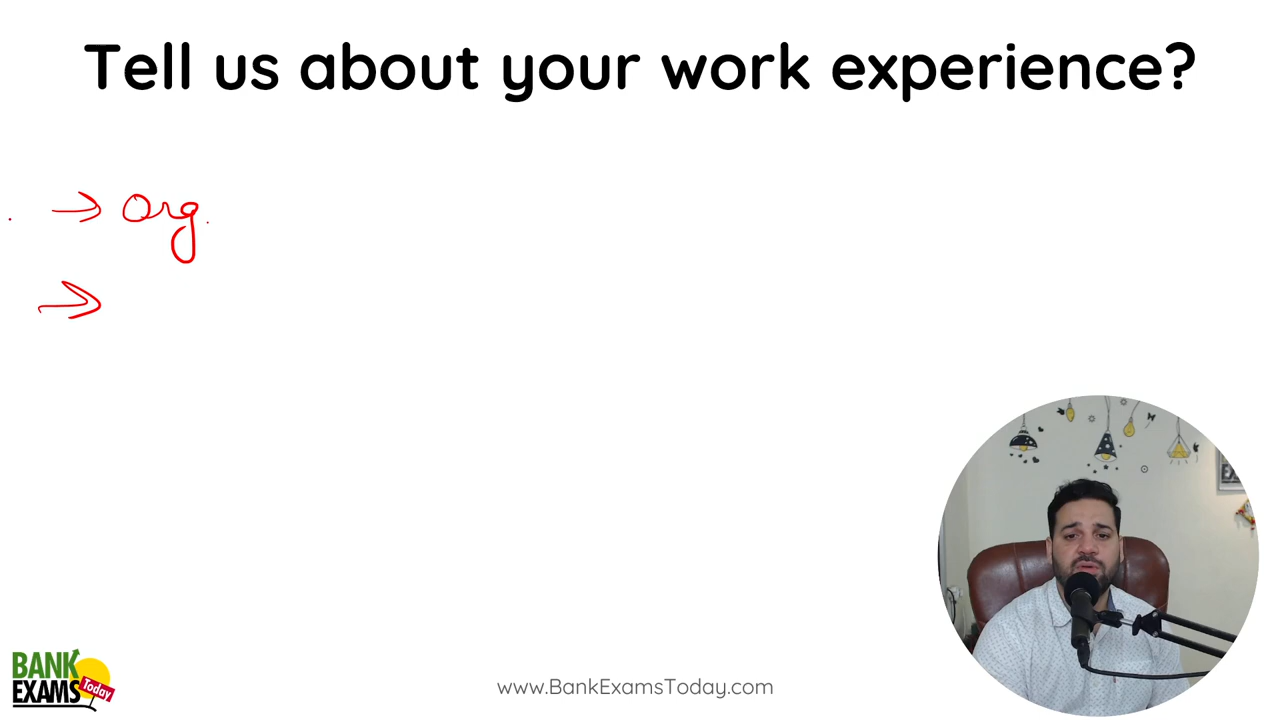 Tell us about your work experience?
→ Org.
→
BANK
EXAMS Today
www.BankExamsToday.com